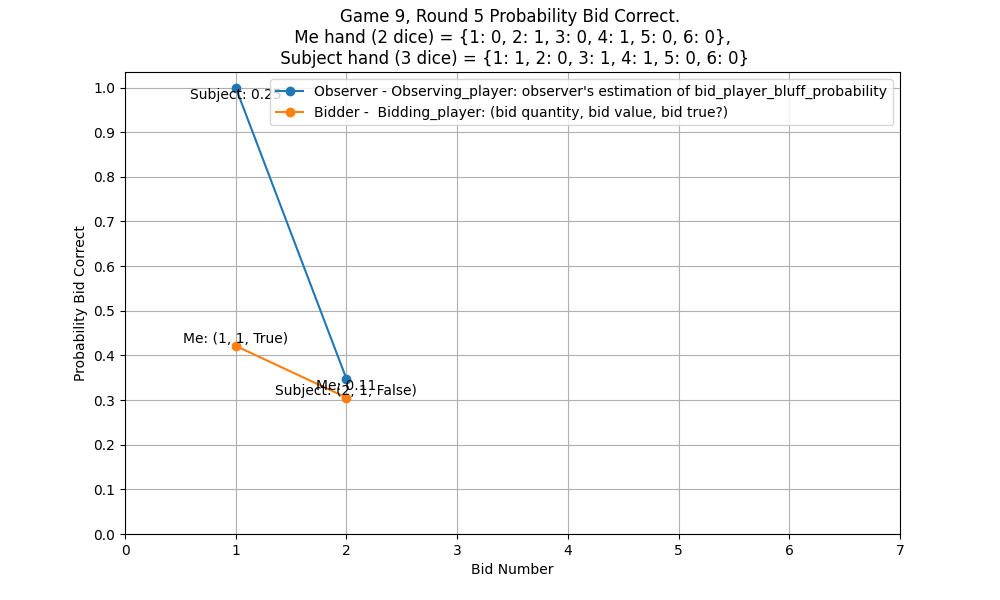 Game 9, Round 5 Probability Bid Correct.
Me hand (2 dice) = {1: 0, 2: 1, 3: 0, 4: 1, 5: 0, 6: 0},
Subject hand (3 dice) = {1: 1, 2: 0, 3: 1, 4: 1, 5: 0, 6: 0}
Observer - Observing_player: observer's estimation of bid_player_bluff_probability
Bidder -  Bidding_player: (bid quantity, bid value, bid true?)
Subject:
Me: (1, 1, True)
Me: 0.11
Subject: (2, 1, False)
Probability Bid Correct
1.0
0.9
0.8
0.7
0.6
0.5
0.4
0.3
0.2
0.1
0.0
0 1 2 3 4 5 6 7
Bid Number